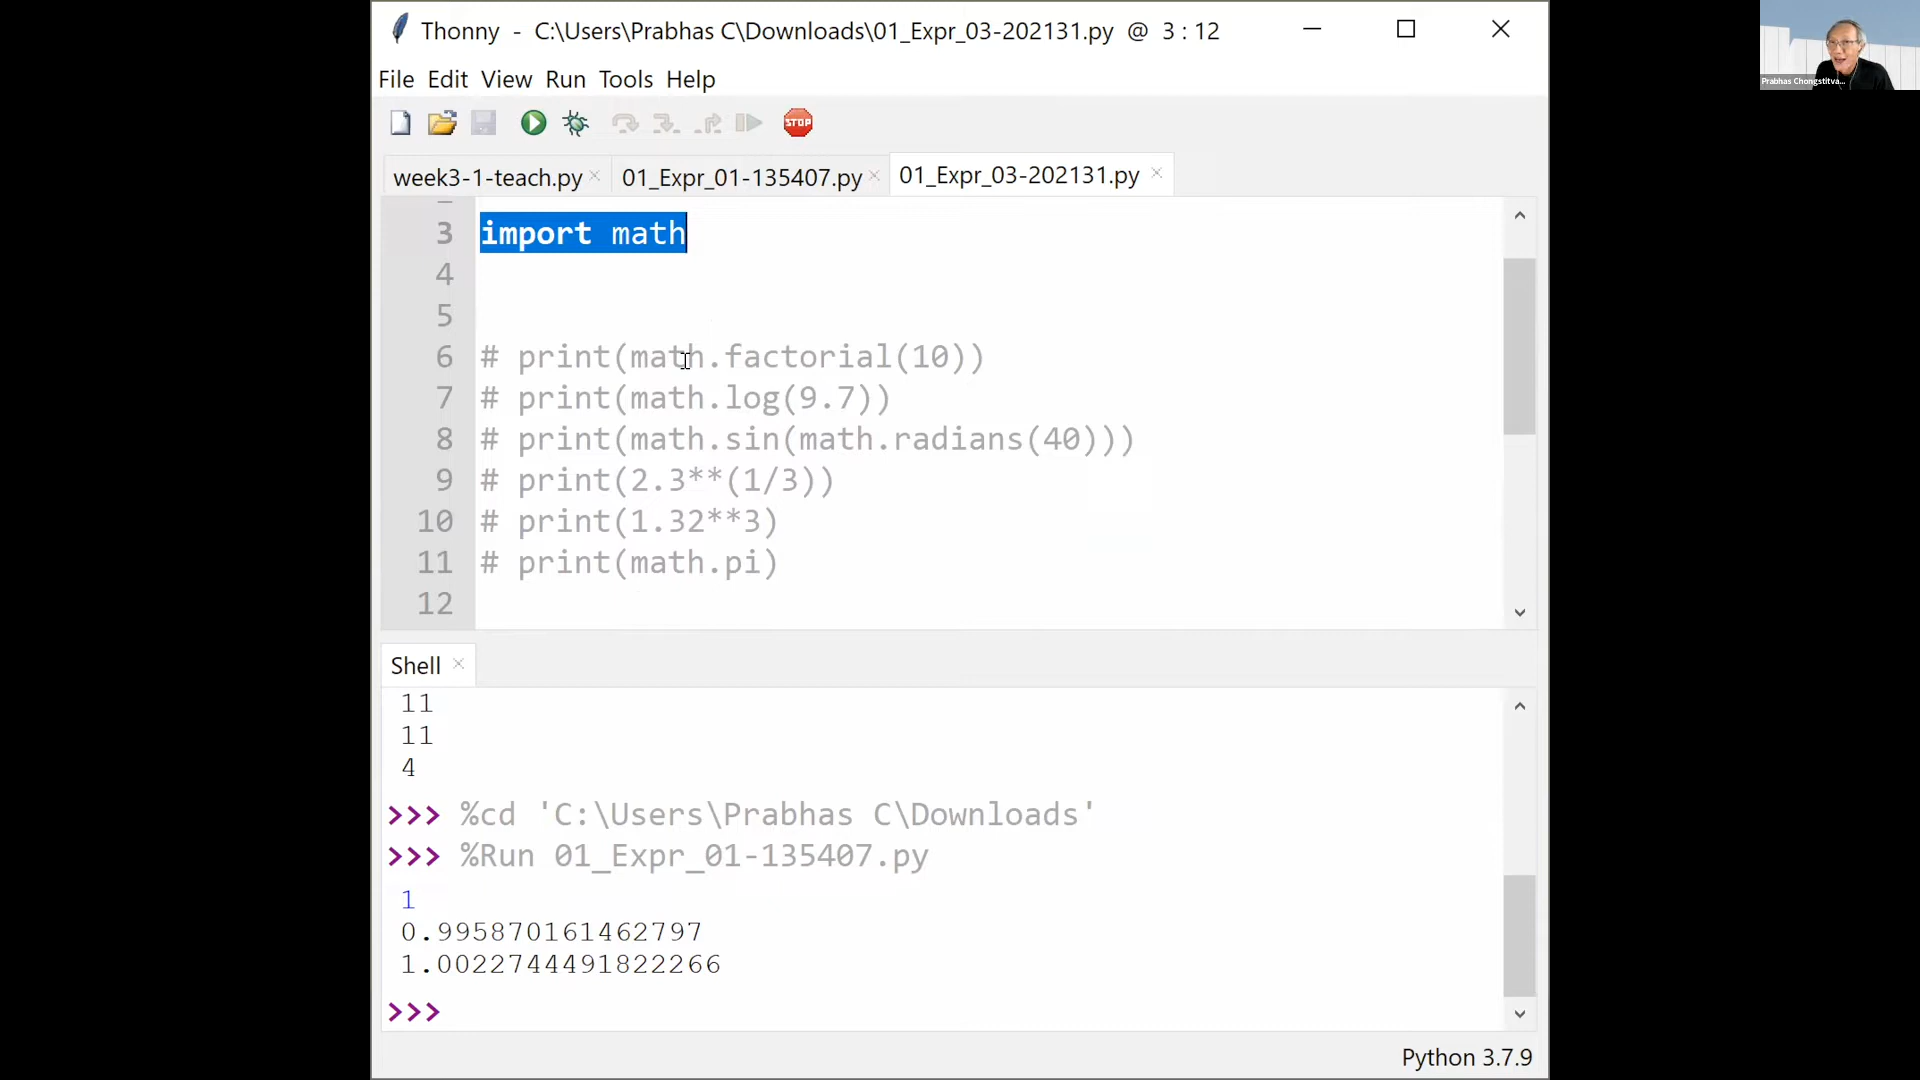 Thonny - C:\Users\Prabhas C\Downloads\01_Expr_03-202131.py @ 3 : 12
File Edit View Run Tools Help
STOP
week3-1-teach.py 01_Expr_01-135407.py 01_Expr_03-202131.py
3 import math
4
5
6 # print(math.factorial(10))
7 # print(math.log(9.7))
8 # print(math.sin(math.radians(40)))
9 # print(2.3**(1/3))
10 # print(1.32**3)
11 # print(math.pi)
12
Shell
11
11
4
>>> %cd 'C:\Users\Prabhas C\Downloads'
>>> %Run 01_Expr_01-135407.py
1
0.995870161462797
1.0022744491822266
>>>
Python 3.7.9
Prabhas Chongstitva...